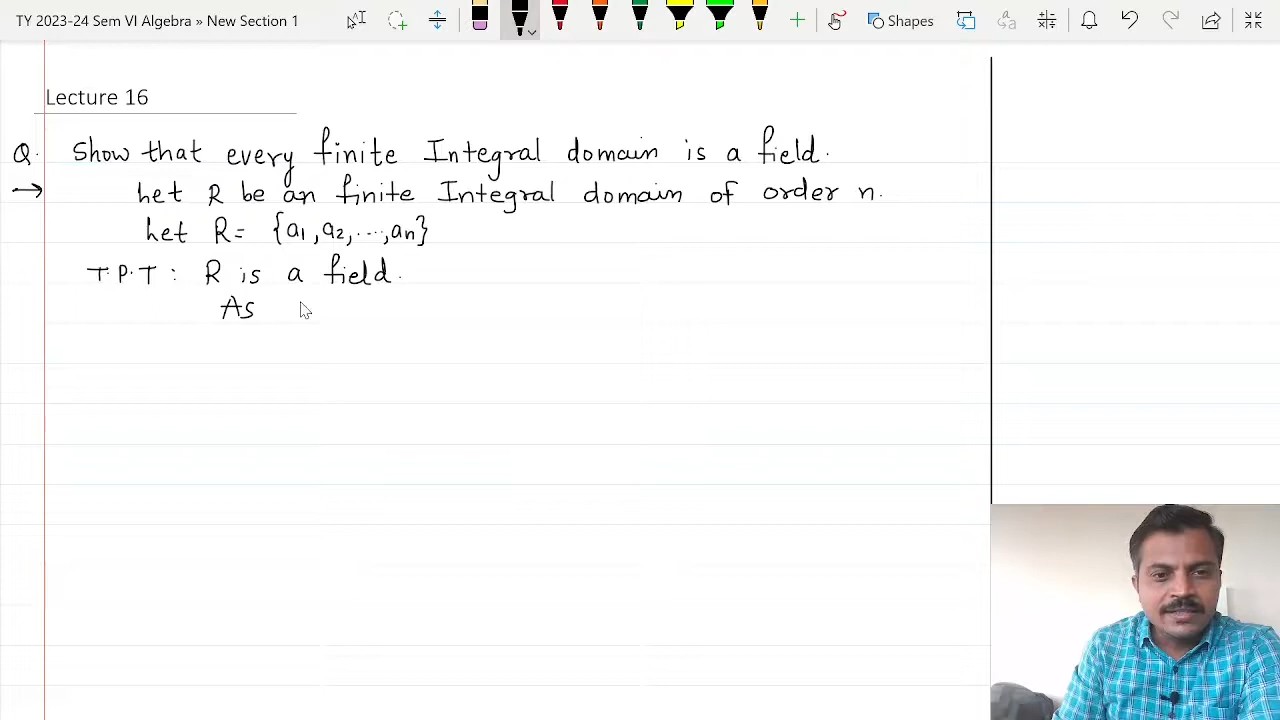 TY 2023-24 Sem VI Algebra » New Section 1
Shapes
Lecture 16
Q. Show that every finite Integral domain is a field.
→ Let R be an finite Integral domain of order n.
Let R = {a1, a2, ..., an}
T.P.T : R is a field.
As